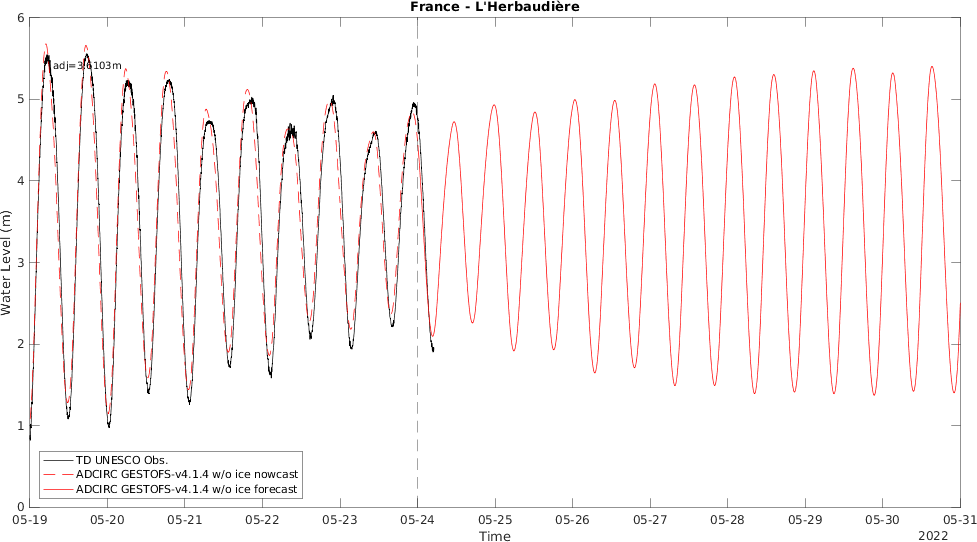 France - L'Herbaudière
6
adj=3.6103m
5
4
3
2
1
0
Water Level (m)
TD UNESCO Obs.
ADCIRC GESTOFS-v4.1.4 w/o ice nowcast
ADCIRC GESTOFS-v4.1.4 w/o ice forecast
05-19 05-20 05-21 05-22 05-23 05-24 05-25 05-26 05-27 05-28 05-29 05-30 05-31
Time
2022